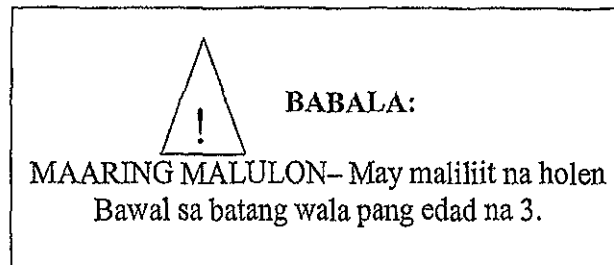 !
BABALA:
MAARING MALULON– May maliliit na holen
Bawal sa batang wala pang edad na 3.